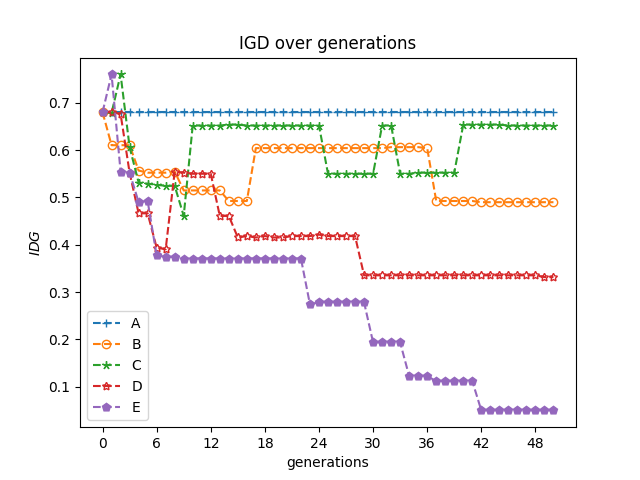 IGD over generations
IDG
0.7
0.6
0.5
0.4
0.3
0.2
0.1
A
B
C
D
E
0 6 12 18 24 30 36 42 48
generations